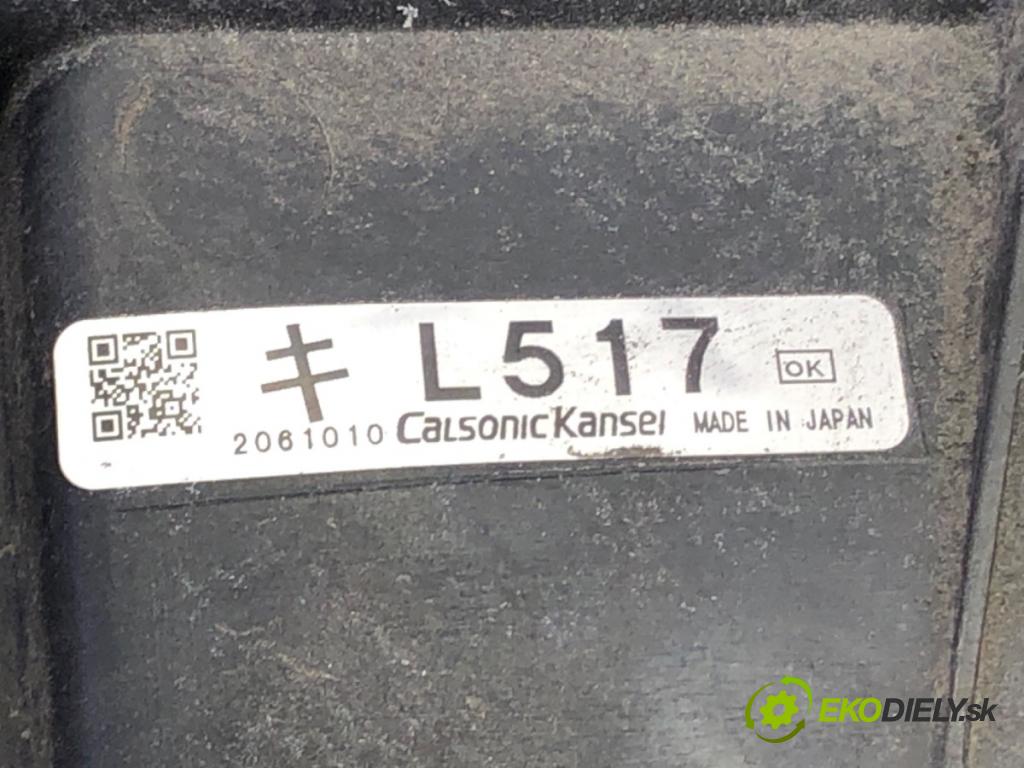 キ L517 OK
2061010 CalsonicKansei MADE IN JAPAN
EKODIELY.sk